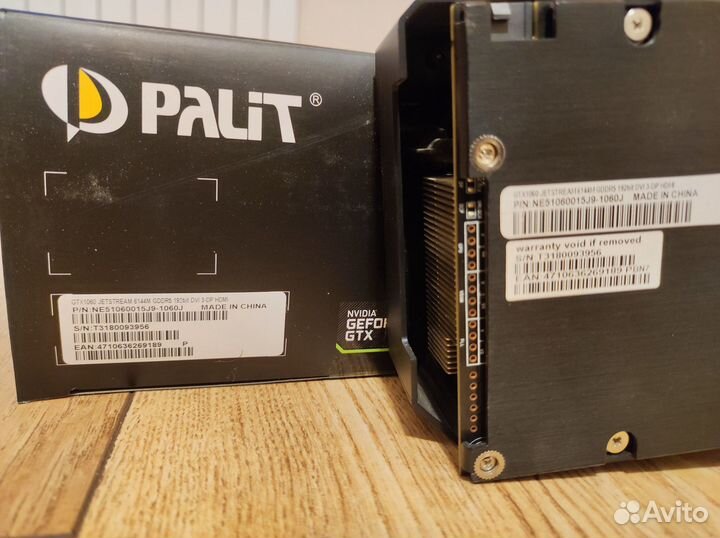 PALiT®
GTX1060 JETSTREAM 6144M GDDR5 192bit DVI 3-DP HDMI
P/N:NE51060015J9-1060J MADE IN CHINA
S/N:T3180093956
EAN:4710636269189 P
NVIDIA
GEFOR
GTX
GTX1060 JETSTREAM 6144M GDDR5 192bit DVI 3-DP HDMI
P/N:NE51060015J9-1060J MADE IN CHINA
warranty void if removed
S/N:T3180093956
EAN:4710636269189
Avito